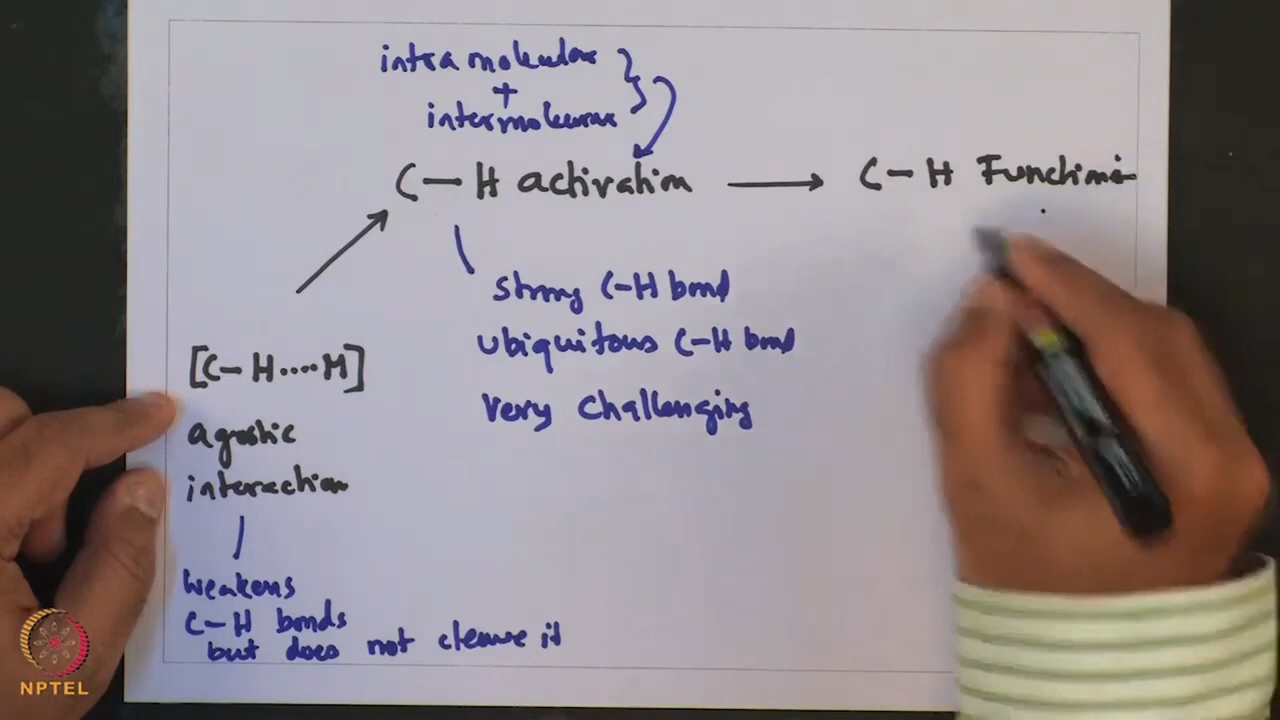 intramolecular
+
intermolecular
C-H activation → C-H Functiona
strong C-H bond
ubiquitous C-H bond
very challenging
[C-H....M]
agostic
interaction
weakens
C-H bonds
but does not cleave it
NPTEL